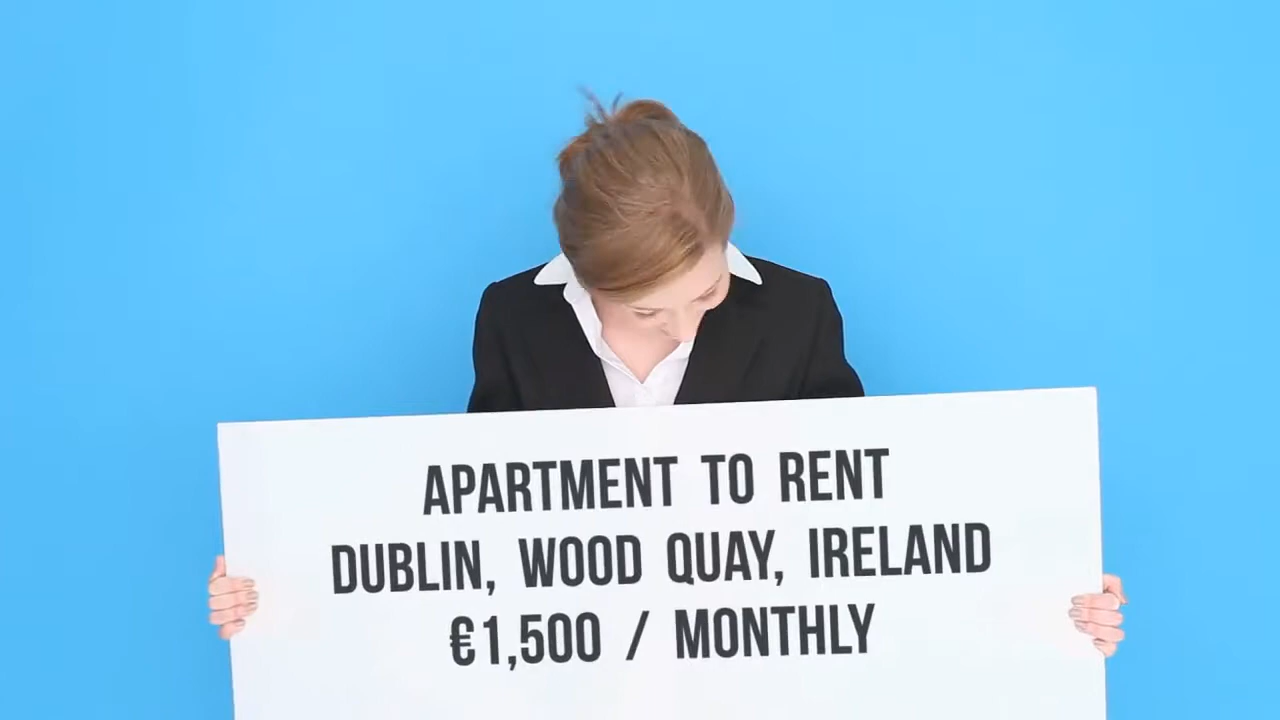 APARTMENT TO RENT
DUBLIN, WOOD QUAY, IRELAND
€1,500 / MONTHLY